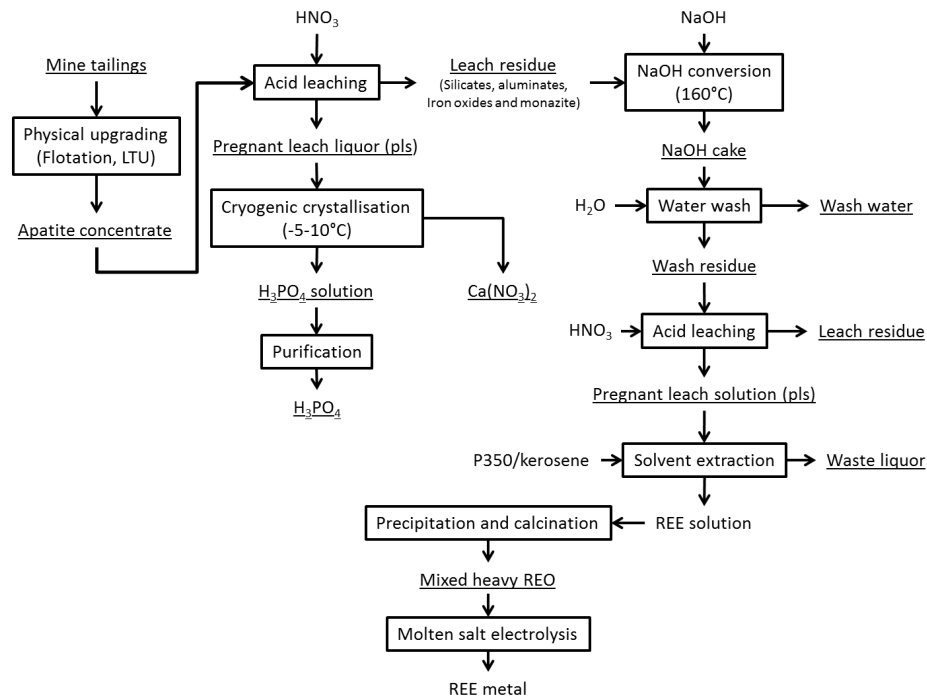 HNO3
NaOH
Mine tailings
Acid leaching
Leach residue
(Silicates, aluminates,
Iron oxides and monazite)
NaOH conversion
(160°C)
Physical upgrading
(Flotation, LTU)
Pregnant leach liquor (pls)
NaOH cake
Apatite concentrate
Cryogenic crystallisation
(-5-10°C)
H2O
Water wash
Wash water
Wash residue
H3PO4 solution
Ca(NO3)2
HNO3
Acid leaching
Leach residue
Purification
H3PO4
Pregnant leach solution (pls)
P350/kerosene
Solvent extraction
Waste liquor
Precipitation and calcination
REE solution
Mixed heavy REO
Molten salt electrolysis
REE metal